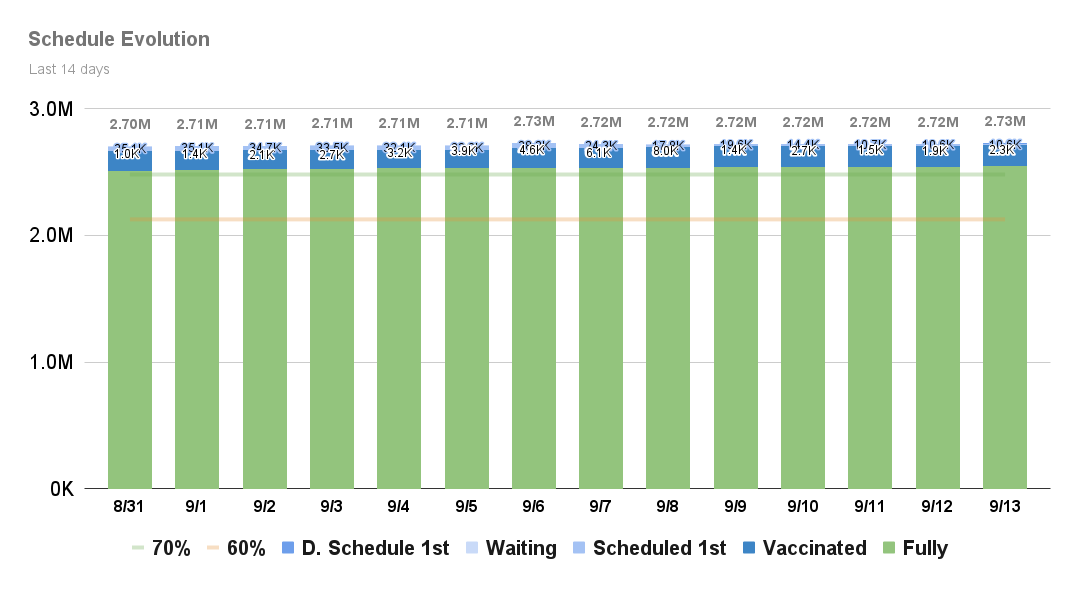 Schedule Evolution
Last 14 days
3.0M
2.70M 2.71M 2.71M 2.71M 2.71M 2.71M 2.73M 2.72M 2.72M 2.72M 2.72M 2.72M 2.72M 2.73M
1.0K 1.4K 2.1K 2.7K 3.2K 3.9K 4.6K 6.1K 8.0K 1.4K 2.7K 1.5K 1.9K 2.3K
2.0M
1.0M
0K
8/31 9/1 9/2 9/3 9/4 9/5 9/6 9/7 9/8 9/9 9/10 9/11 9/12 9/13
70% 60% D. Schedule 1st Waiting Scheduled 1st Vaccinated Fully